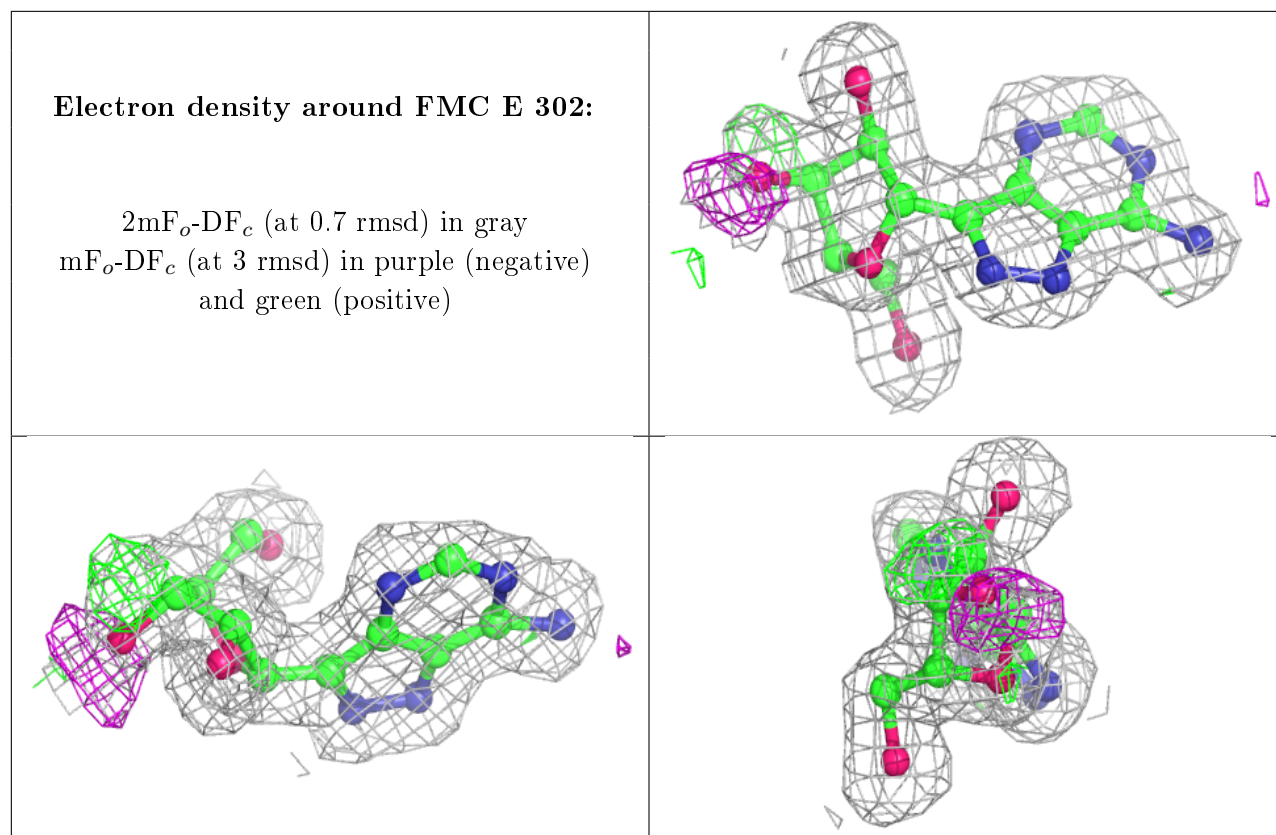 Electron density around FMC E 302:
2mFo-DFc (at 0.7 rmsd) in gray
mFo-DFc (at 3 rmsd) in purple (negative)
and green (positive)